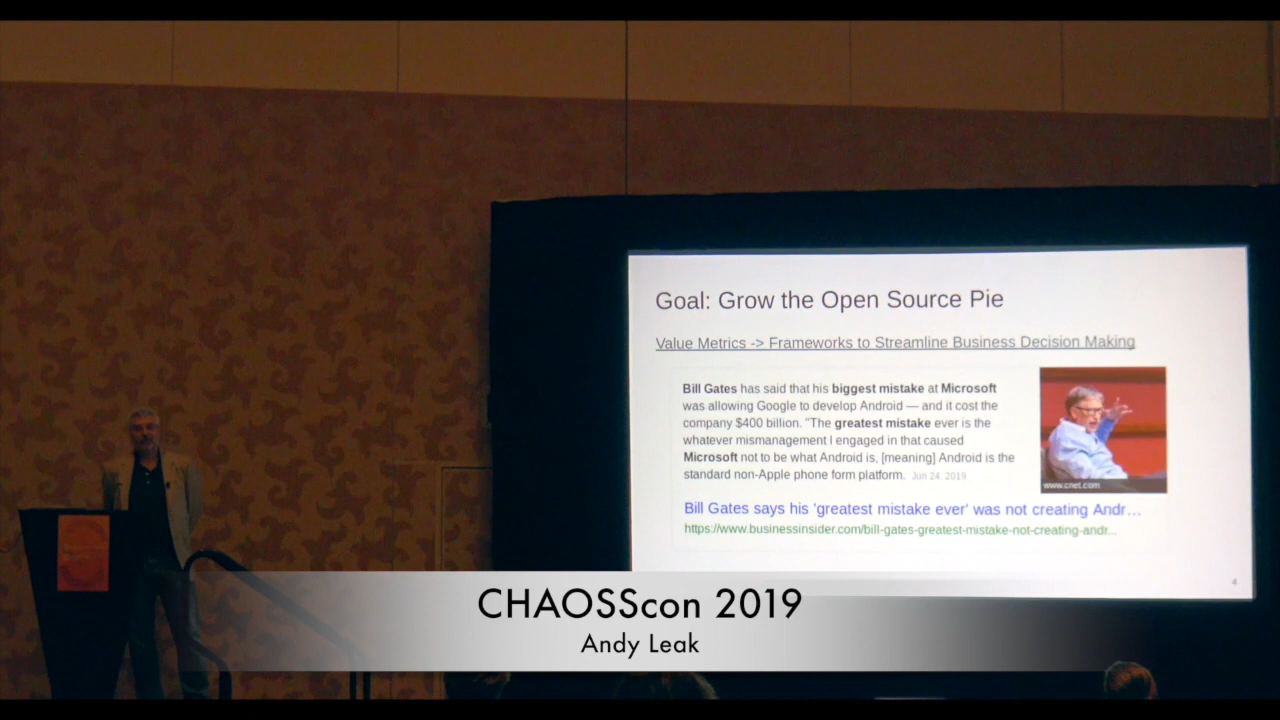 Goal: Grow the Open Source Pie
Value Metrics -> Frameworks to Streamline Business Decision Making
Bill Gates has said that his biggest mistake at Microsoft
was allowing Google to develop Android — and it cost the
company $400 billion. "The greatest mistake ever is the
whatever mismanagement I engaged in that caused
Microsoft not to be what Android is, [meaning] Android is the
standard non-Apple phone form platform. Jun 24, 2019
www.cnet.com
Bill Gates says his 'greatest mistake ever' was not creating Andr...
https://www.businessinsider.com/bill-gates-greatest-mistake-not-creating-andr...
4
CHAOSScon 2019
Andy Leak